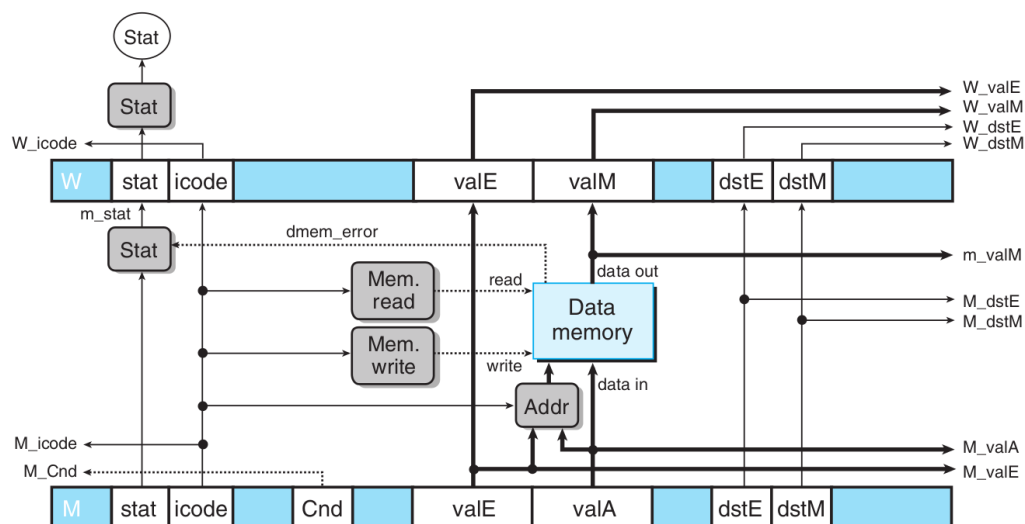 Stat
Stat
W_valE
W_valM
W_dstE
W_icode
W_dstM
W stat icode valE valM dstE dstM
m_stat
Stat
dmem_error
m_valM
data out
Mem.
read
read
Data
memory
M_dstE
M_dstM
Mem.
write
write
data in
Addr
M_icode
M_valA
M_Cnd
M_valE
M stat icode Cnd valE valA dstE dstM